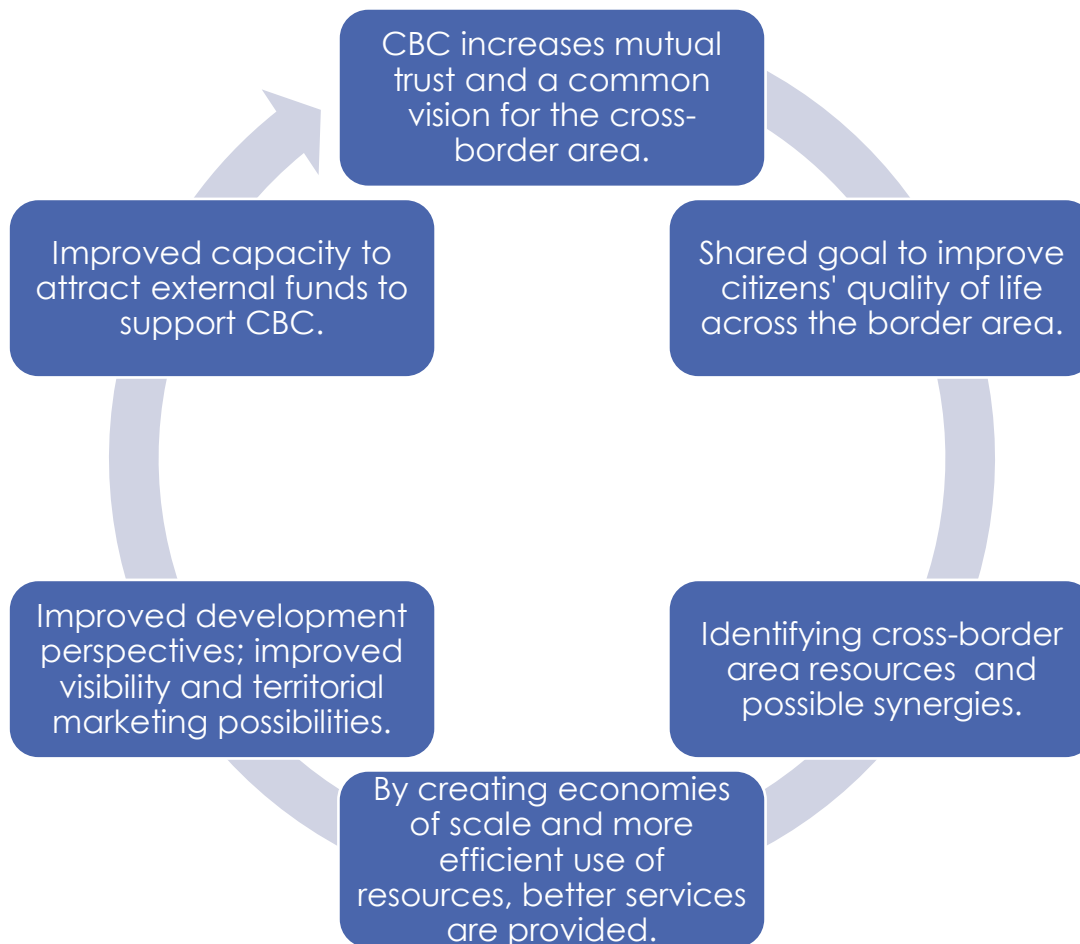 CBC increases mutual
trust and a common
vision for the cross-
border area.
Shared goal to improve
citizens' quality of life
across the border area.
Identifying cross-border
area resources  and
possible synergies.
By creating economies
of scale and more
efficient use of
resources, better services
are provided.
Improved development
perspectives; improved
visibility and territorial
marketing possibilities.
Improved capacity to
attract external funds to
support CBC.